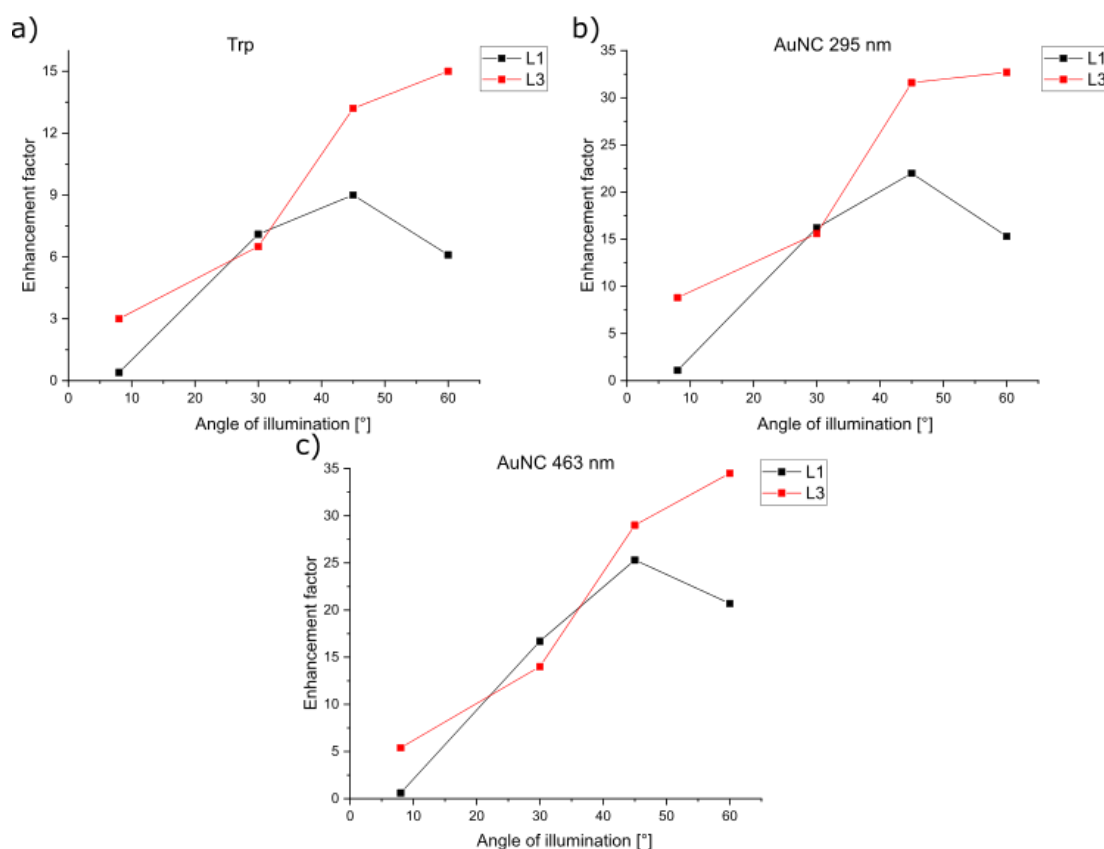 a)
Trp
L1
L3
15
12
9
6
3
0
Enhancement factor
0 10 20 30 40 50 60
Angle of illumination [°]
b)
AuNC 295 nm
L1
L3
35
30
25
20
15
10
5
0
Enhancement factor
0 10 20 30 40 50 60
Angle of illumination [°]
c)
AuNC 463 nm
L1
L3
35
30
25
20
15
10
5
0
Enhancement factor
0 10 20 30 40 50 60
Angle of illumination [°]